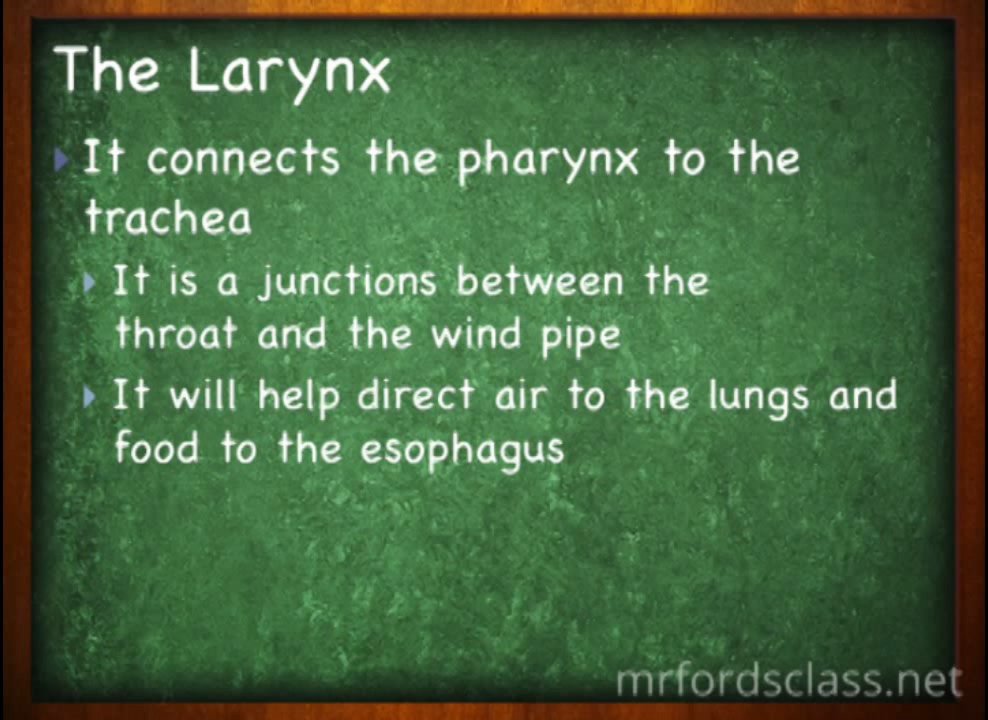 The Larynx
It connects the pharynx to the
trachea
It is a junctions between the
throat and the wind pipe
It will help direct air to the lungs and
food to the esophagus
mrfordsclass.net